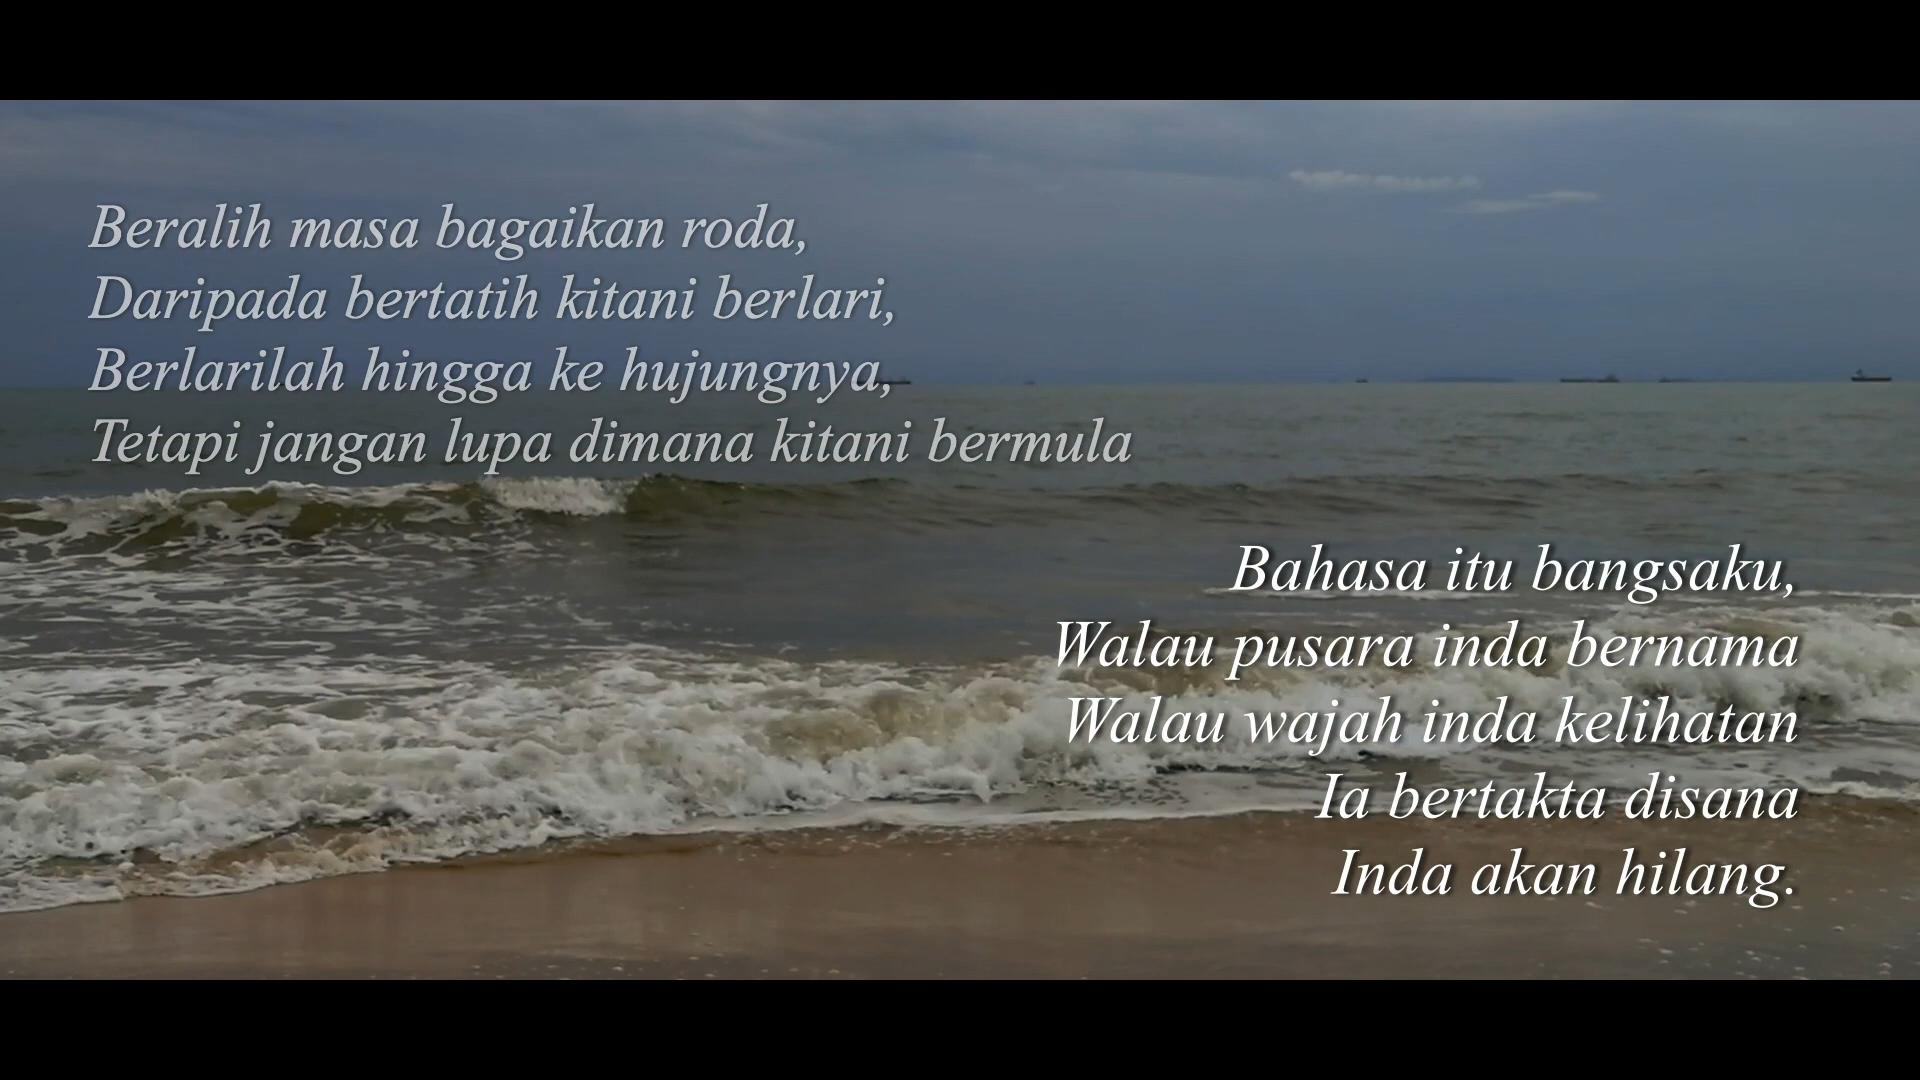 Beralih masa bagaikan roda,
Daripada bertatih kitani berlari,
Berlarilah hingga ke hujungnya,
Tetapi jangan lupa dimana kitani bermula
Bahasa itu bangsaku,
Walau pusara inda bernama
Walau wajah inda kelihatan
Ia bertakta disana
Inda akan hilang.